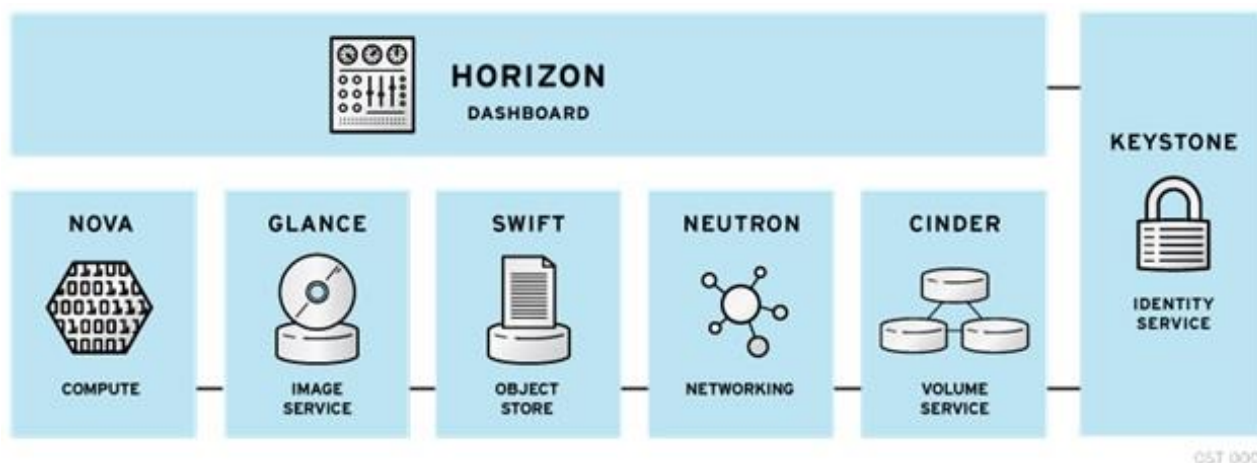 HORIZON
DASHBOARD
KEYSTONE
IDENTITY
SERVICE
NOVA
COMPUTE
GLANCE
IMAGE
SERVICE
SWIFT
OBJECT
STORE
NEUTRON
NETWORKING
CINDER
VOLUME
SERVICE